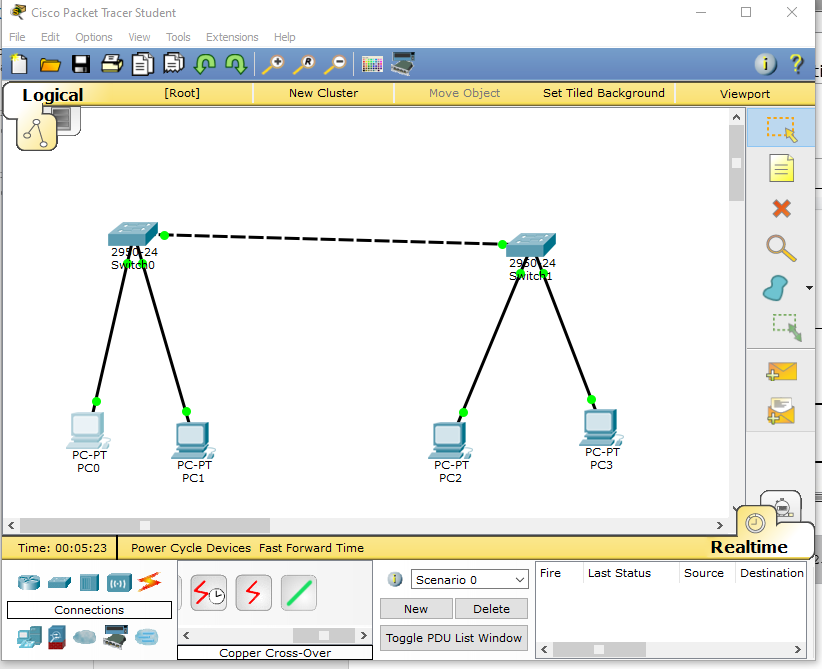 Cisco Packet Tracer Student
File Edit Options View Tools Extensions Help
Logical [Root] New Cluster Move Object Set Tiled Background Viewport
2950-24
Switch0
2950-24
Switch1
PC-PT
PC0
PC-PT
PC1
PC-PT
PC2
PC-PT
PC3
Time: 00:05:23 Power Cycle Devices Fast Forward Time
Realtime
Connections
Copper Cross-Over
Scenario 0
New Delete
Toggle PDU List Window
Fire Last Status Source Destination